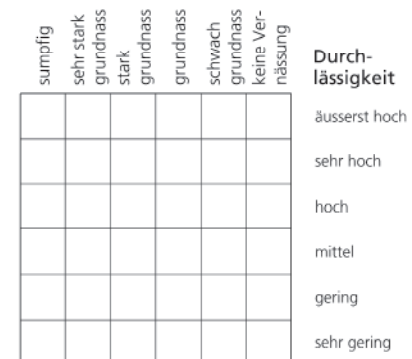 sumpfig
sehr stark
grundnass
stark
grundnass
grundnass
schwach
grundnass
keine Ver-
nässung
Durch-
lässigkeit
äusserst hoch
sehr hoch
hoch
mittel
gering
sehr gering